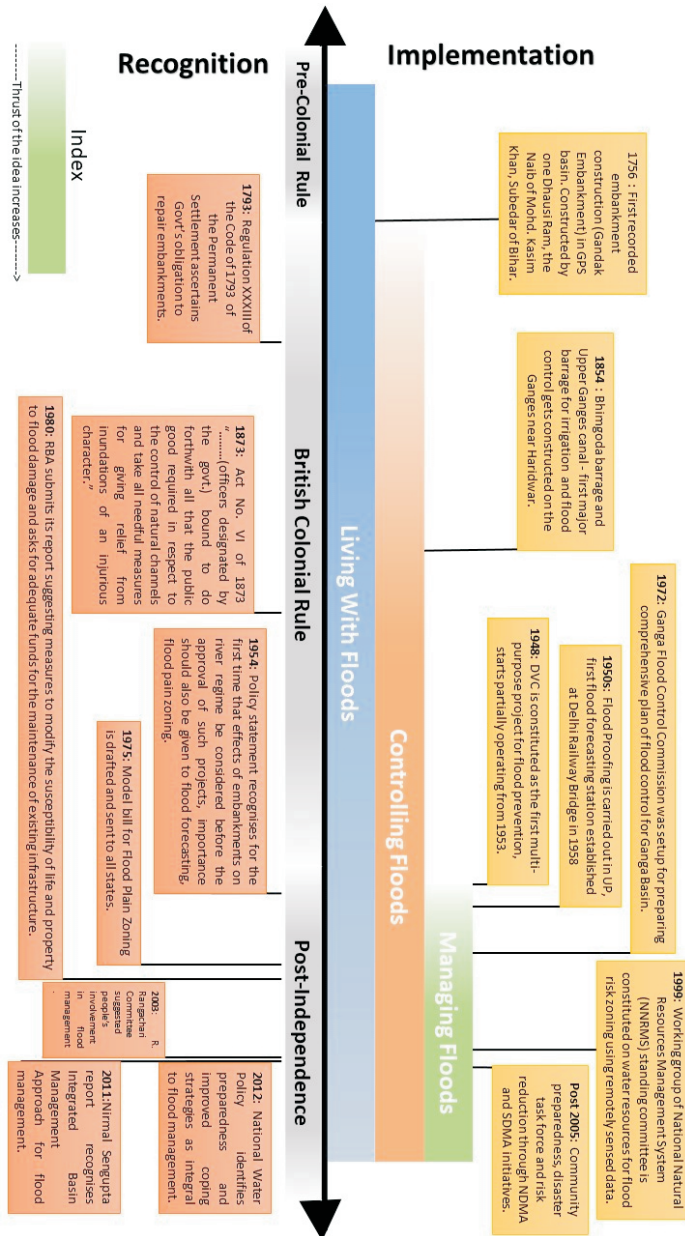 Implementation
1756 : First recorded
construction (Gandak
embankment
Embankment) in GPS
basin. Constructed by
one Dhausi Ram, the
Naib of Mohd. Kasim
Khan, Subedar of Bihar.
1854 : Bhimgoda barrage and
Upper Ganges canal - first major
barrage for irrigation and flood
control gets constructed on the
Ganges near Haridwar.
1972: Ganga Flood Control Commission was setup for preparing
comprehensive plan of flood control for Ganga Basin.
1950s: Flood Proofing is carried out in UP,
first flood forecasting station established
at Delhi Railway Bridge in 1958
1948: DVC is constituted as the first multi-
purpose project for flood prevention,
starts partially operating from 1953.
1999: Working group of National Natural
Resources Management System
(NNRMS) standing committee is
constituted on water resources for flood
risk zoning using remotely sensed data.
Post 2005: Community
preparedness, disaster
task force and risk
reduction through NDMA
and SDMA initiatives.
Managing Floods
Controlling Floods
Living With Floods
Pre-Colonial Rule
British Colonial Rule
Post-Independence
Recognition
1793: Regulation XXXIII of
the Code of 1793 of
the Permanent
Settlement ascertains
Govt's obligation to
repair embankments.
1873: Act No. VI of 1873
"………(officers designated by
the govt.) bound to do
forthwith all that the public
good required in respect to
the control of natural channels
and take all needful measures
for giving relief from
inundations of an injurious
character."
1954: Policy statement recognises for the
first time that effects of embankments on
river regime be considered before the
approval of such projects, importance
should also be given to flood forecasting,
flood pain zoning.
1975: Model bill for Flood Plain Zoning
is drafted and sent to all states.
1980: RBA submits its report suggesting measures to modify the susceptibility of life and property
to flood damage and asks for adequate funds for the maintenance of existing infrastructure.
2003: R.
Rangachari
Committee
suggested
people's
involvement
in flood
management
.
2012: National Water
Policy identifies
preparedness and
improved coping
strategies as integral
to flood management.
2011:Nirmal Sengupta
report recognises
Integrated Basin
Management
Approach for flood
management.
Index
--------Thrust of the idea increases-------->